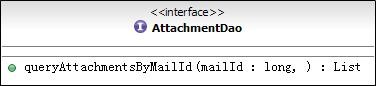 <<interface>>
I AttachmentDao
queryAttachmentsByMailId(mailId : long, ) : List